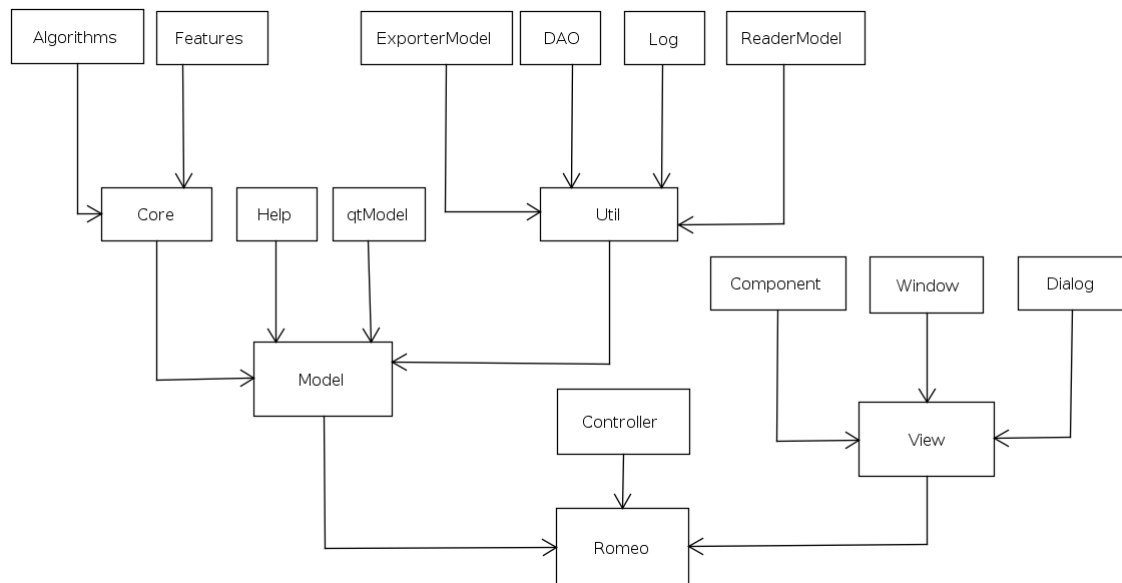 Algorithms
Features
ExporterModel
DAO
Log
ReaderModel
Core
Help
qtModel
Util
Component
Window
Dialog
Model
Controller
View
Romeo